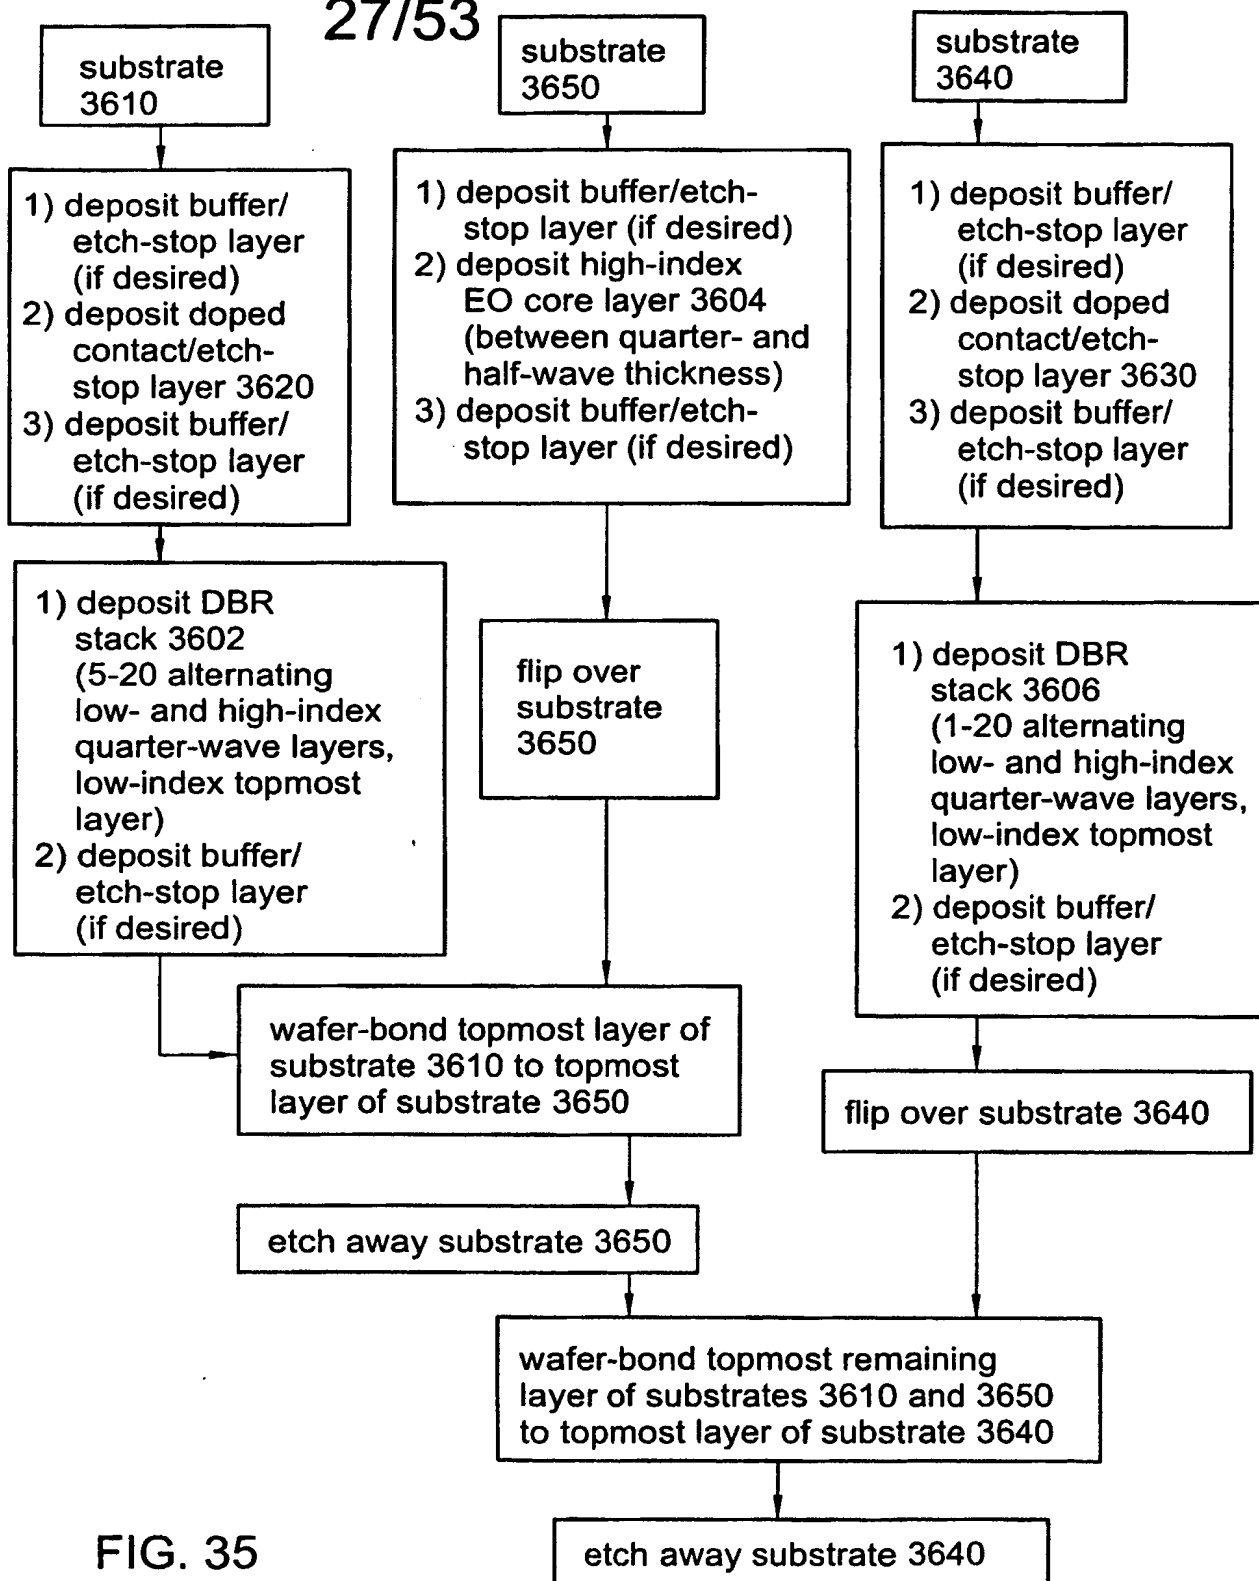 27/53
substrate
3610
substrate
3650
substrate
3640
1) deposit buffer/
etch-stop layer
(if desired)
2) deposit doped
contact/etch-
stop layer 3620
3) deposit buffer/
etch-stop layer
(if desired)
1) deposit buffer/etch-
stop layer (if desired)
2) deposit high-index
EO core layer 3604
(between quarter- and
half-wave thickness)
3) deposit buffer/etch-
stop layer (if desired)
1) deposit buffer/
etch-stop layer
(if desired)
2) deposit doped
contact/etch-
stop layer 3630
3) deposit buffer/
etch-stop layer
(if desired)
1) deposit DBR
stack 3602
(5-20 alternating
low- and high-index
quarter-wave layers,
low-index topmost
layer)
2) deposit buffer/
etch-stop layer
(if desired)
flip over
substrate
3650
1) deposit DBR
stack 3606
(1-20 alternating
low- and high-index
quarter-wave layers,
low-index topmost
layer)
2) deposit buffer/
etch-stop layer
(if desired)
wafer-bond topmost layer of
substrate 3610 to topmost
layer of substrate 3650
flip over substrate 3640
etch away substrate 3650
wafer-bond topmost remaining
layer of substrates 3610 and 3650
to topmost layer of substrate 3640
etch away substrate 3640
FIG. 35